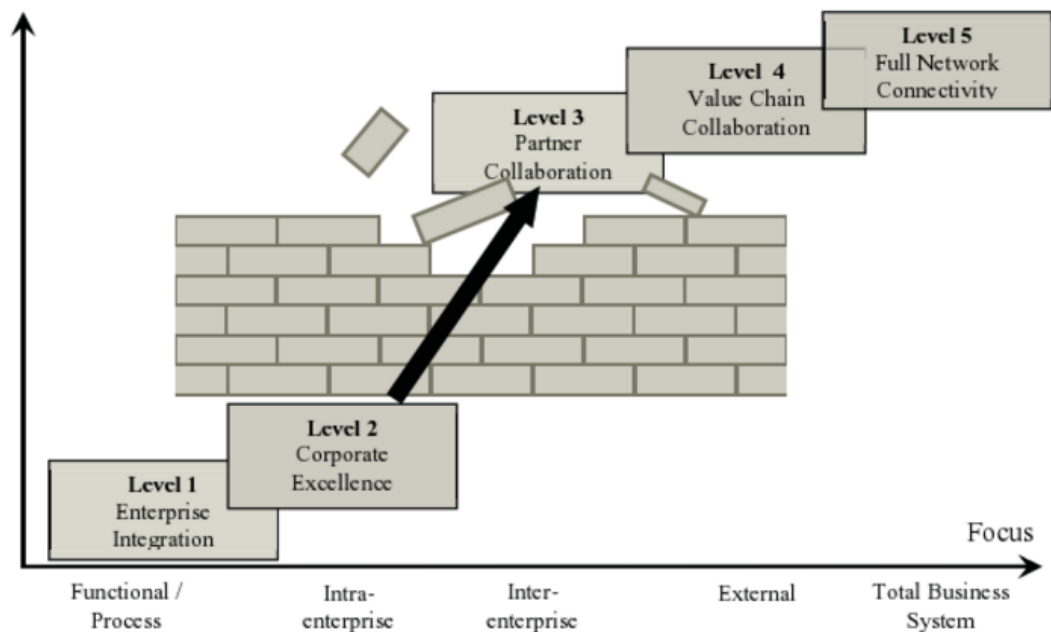 Level 5
Full Network
Connectivity
Level 4
Value Chain
Collaboration
Level 3
Partner
Collaboration
Level 2
Corporate
Excellence
Level 1
Enterprise
Integration
Focus
Functional /
Process
Intra-
enterprise
Inter-
enterprise
External
Total Business
System